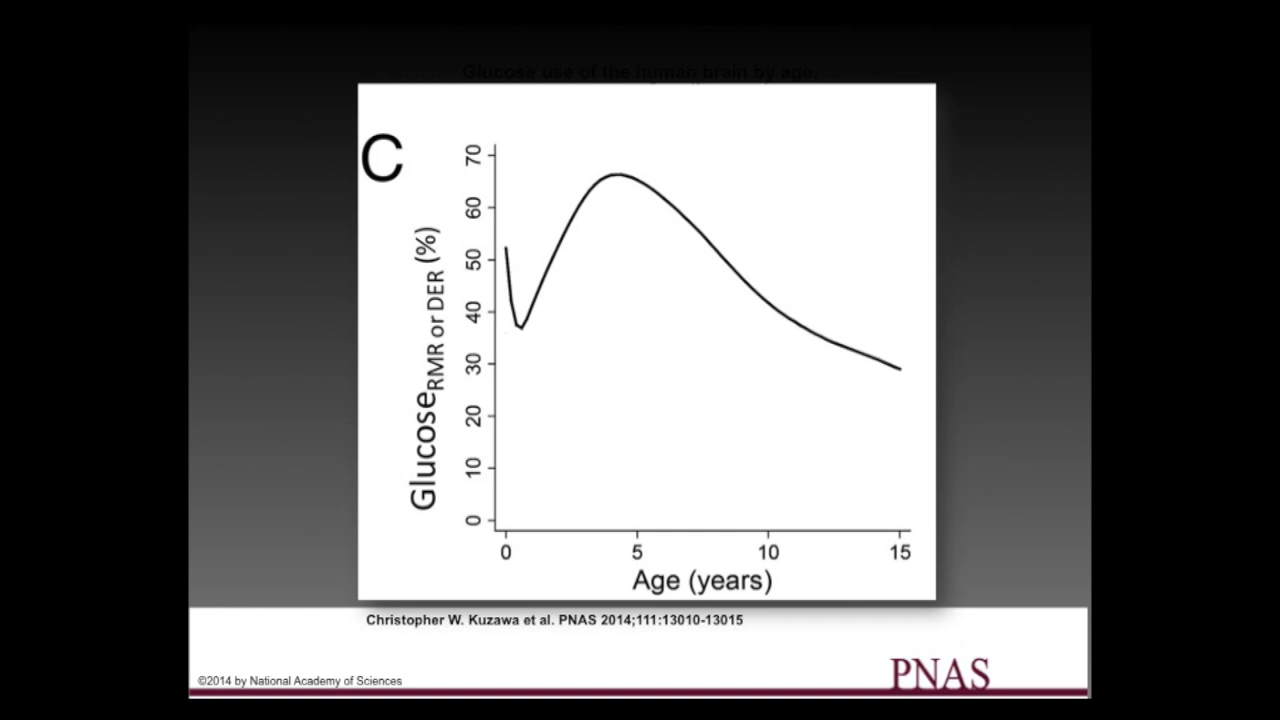 Glucose use of the human brain by age.
C
Glucose RMR or DER (%)
70
60
50
40
30
20
10
0
0 5 10 15
Age (years)
Christopher W. Kuzawa et al. PNAS 2014;111:13010-13015
©2014 by National Academy of Sciences
PNAS